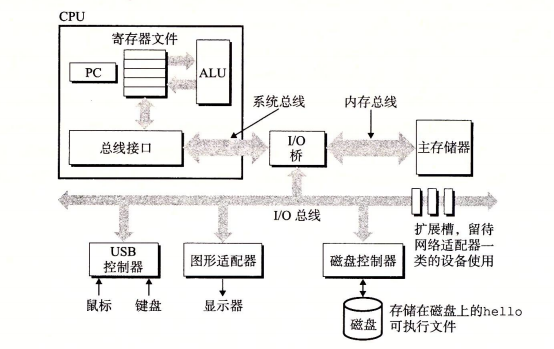 CPU
寄存器文件
PC
ALU
系统总线
内存总线
总线接口
I/O
桥
主存储器
I/O 总线
扩展槽，留待
网络适配器一
类的设备使用
USB
控制器
图形适配器
磁盘控制器
鼠标
键盘
显示器
磁盘
存储在磁盘上的hello
可执行文件